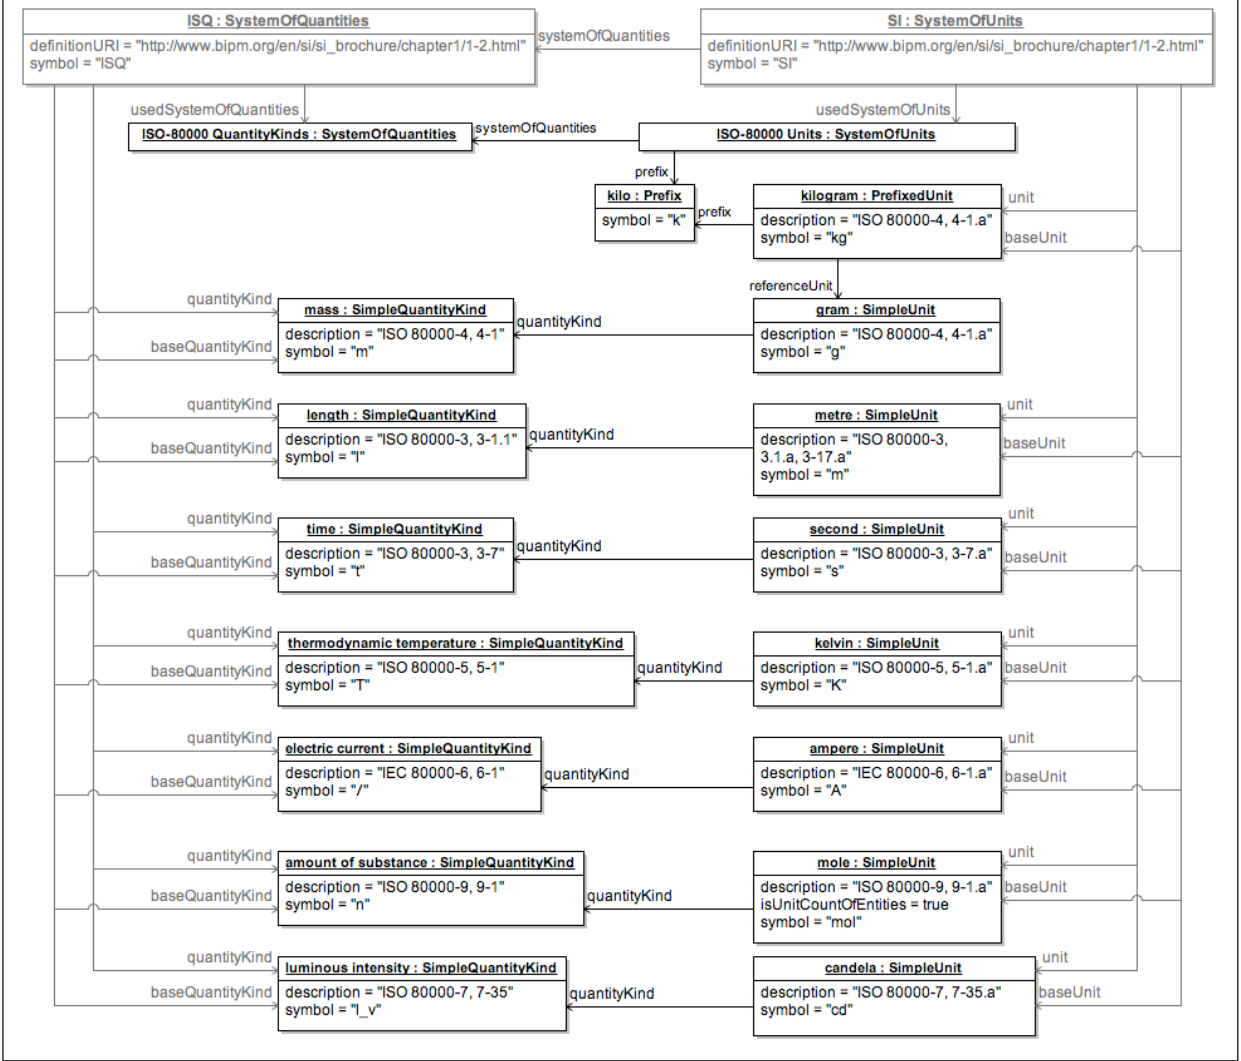 ISQ : SystemOfQuantities
definitionURI = "http://www.bipm.org/en/si/si_brochure/chapter1/1-2.html"
symbol = "ISQ"
systemOfQuantities
SI : SystemOfUnits
definitionURI = "http://www.bipm.org/en/si/si_brochure/chapter1/1-2.html"
symbol = "SI"
usedSystemOfQuantities
usedSystemOfUnits
ISO-80000 QuantityKinds : SystemOfQuantities
systemOfQuantities
ISO-80000 Units : SystemOfUnits
prefix
kilo : Prefix
symbol = "k"
prefix
kilogram : PrefixedUnit
description = "ISO 80000-4, 4-1.a"
symbol = "kg"
unit
baseUnit
referenceUnit
quantityKind
baseQuantityKind
mass : SimpleQuantityKind
description = "ISO 80000-4, 4-1"
symbol = "m"
quantityKind
gram : SimpleUnit
description = "ISO 80000-4, 4-1.a"
symbol = "g"
quantityKind
baseQuantityKind
length : SimpleQuantityKind
description = "ISO 80000-3, 3-1.1"
symbol = "l"
quantityKind
metre : SimpleUnit
description = "ISO 80000-3,
3.1.a, 3-17.a"
symbol = "m"
unit
baseUnit
quantityKind
baseQuantityKind
time : SimpleQuantityKind
description = "ISO 80000-3, 3-7"
symbol = "t"
quantityKind
second : SimpleUnit
description = "ISO 80000-3, 3-7.a"
symbol = "s"
unit
baseUnit
quantityKind
baseQuantityKind
thermodynamic temperature : SimpleQuantityKind
description = "ISO 80000-5, 5-1"
symbol = "T"
quantityKind
kelvin : SimpleUnit
description = "ISO 80000-5, 5-1.a"
symbol = "K"
unit
baseUnit
quantityKind
baseQuantityKind
electric current : SimpleQuantityKind
description = "IEC 80000-6, 6-1"
symbol = "/"
quantityKind
ampere : SimpleUnit
description = "IEC 80000-6, 6-1.a"
symbol = "A"
unit
baseUnit
quantityKind
baseQuantityKind
amount of substance : SimpleQuantityKind
description = "ISO 80000-9, 9-1"
symbol = "n"
quantityKind
mole : SimpleUnit
description = "ISO 80000-9, 9-1.a"
isUnitCountOfEntities = true
symbol = "mol"
unit
baseUnit
quantityKind
baseQuantityKind
luminous intensity : SimpleQuantityKind
description = "ISO 80000-7, 7-35"
symbol = "I_v"
quantityKind
candela : SimpleUnit
description = "ISO 80000-7, 7-35.a"
symbol = "cd"
unit
baseUnit